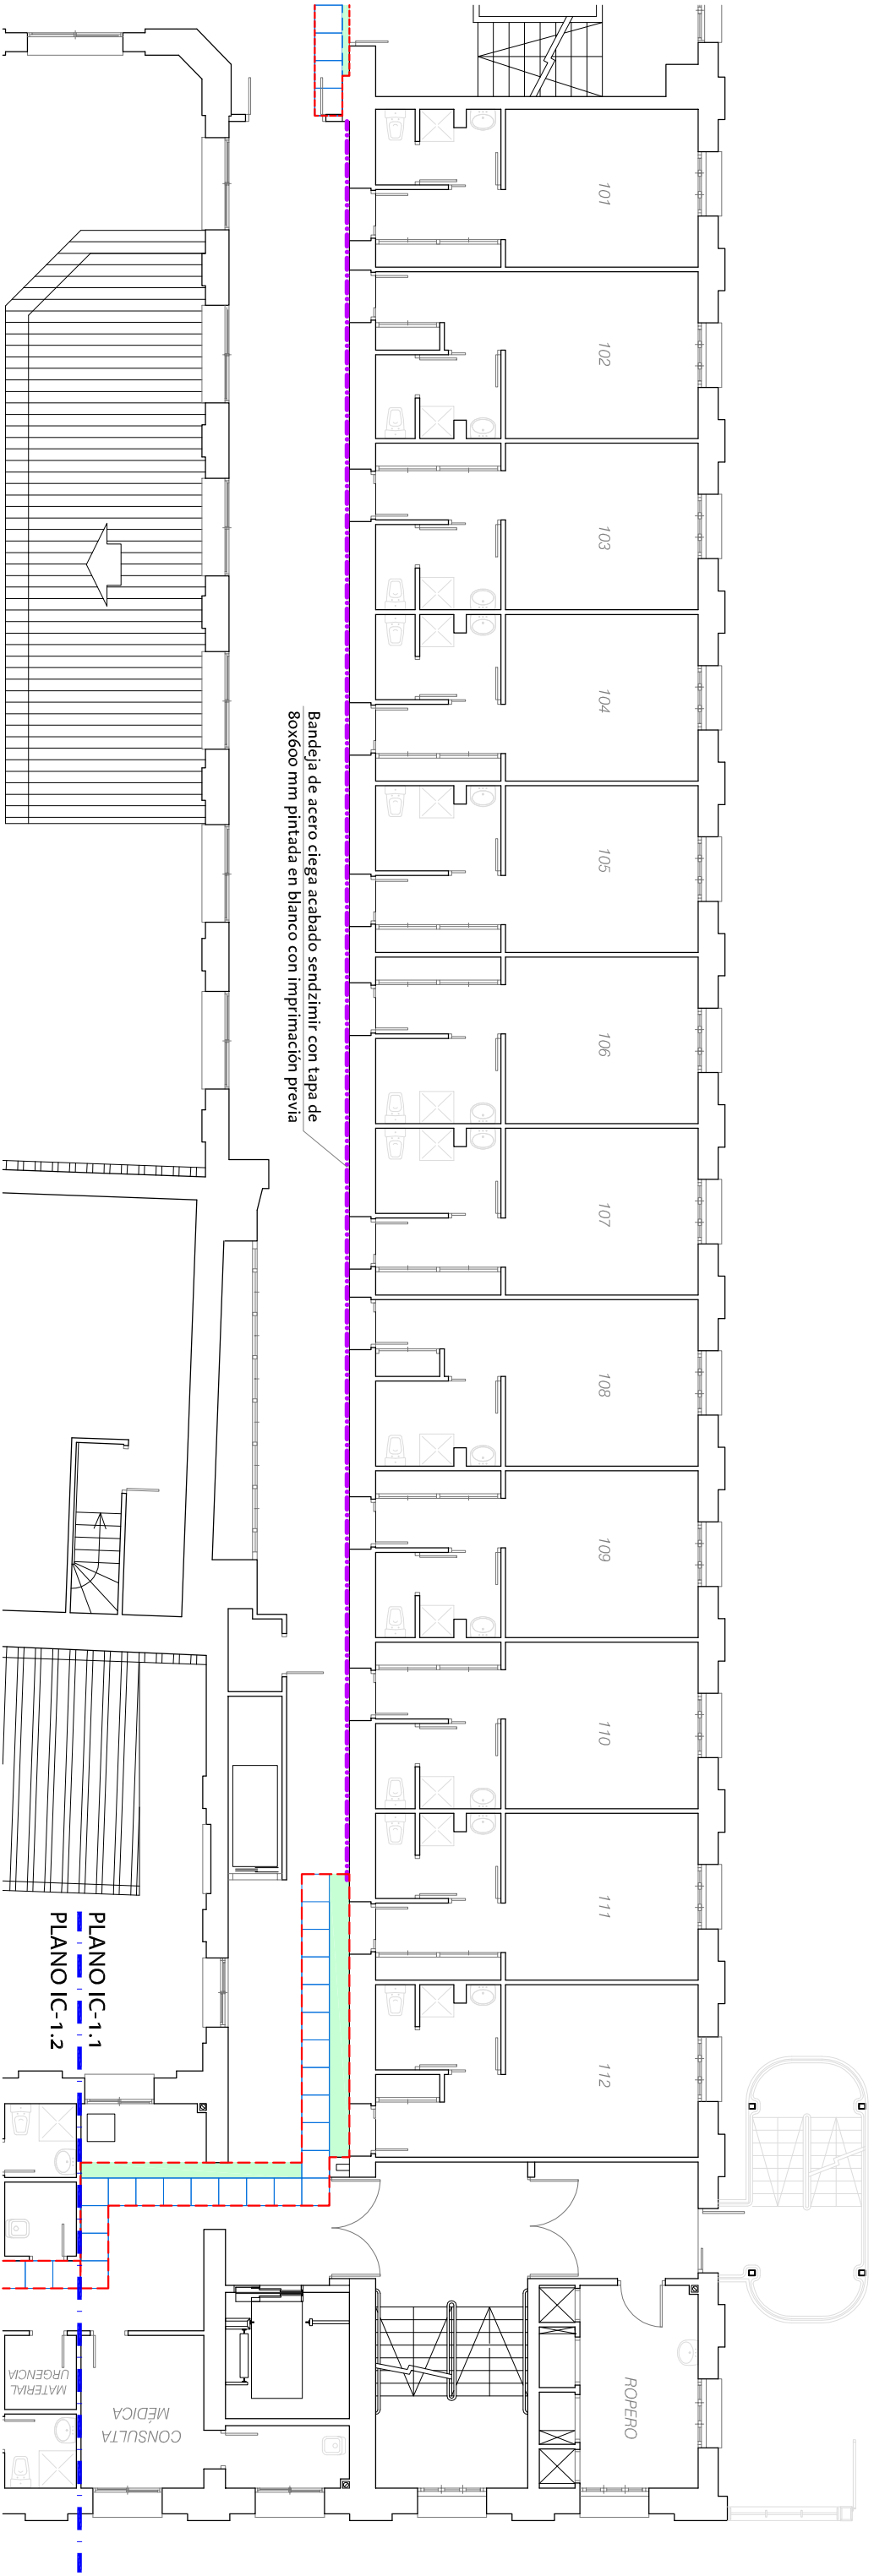 101
102
103
104
105
106
107
108
109
110
111
112
Bandeja de acero ciega acabado sendzimir con tapa de
80x600 mm pintada en blanco con imprimación previa
PLANO IC-1.1
PLANO IC-1.2
ROPERO
CONSULTA
MÉDICA
MATERIAL
URGENCIA